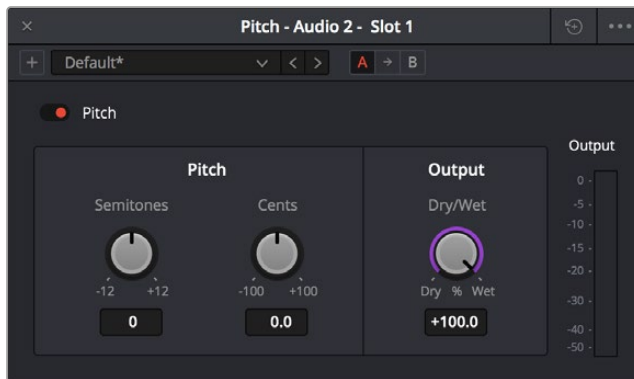 × Pitch - Audio 2 - Slot 1 •••
+ Default* < > A → B
Pitch
Output
Pitch
Output
Semitones
Cents
Dry/Wet
-12 +12
-100 +100
Dry % Wet
0
0.0
+100.0
0 -
-5 -
-10 -
-15 -
-20 -
-30 -
-40 -
-50 -